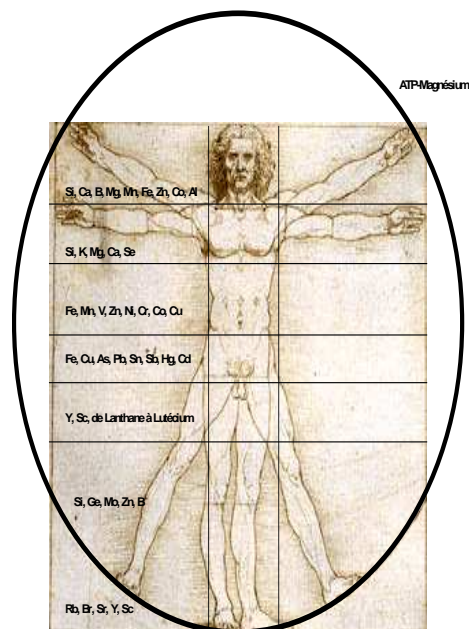 ATP-Magnésium
Si, Ca, B, Mg, Mn, Fe, Zn, Co, Al
Si, K, Mg, Ca, Se
Fe, Mn, V, Zn, Ni, Cr, Co, Cu
Fe, Cu, As, Pb, Sn, Sb, Hg, Cd
Y, Sc, de Lanthane à Lutécium
Si, Ge, Mo, Zn, B
Rb, Br, Sr, Y, Sc